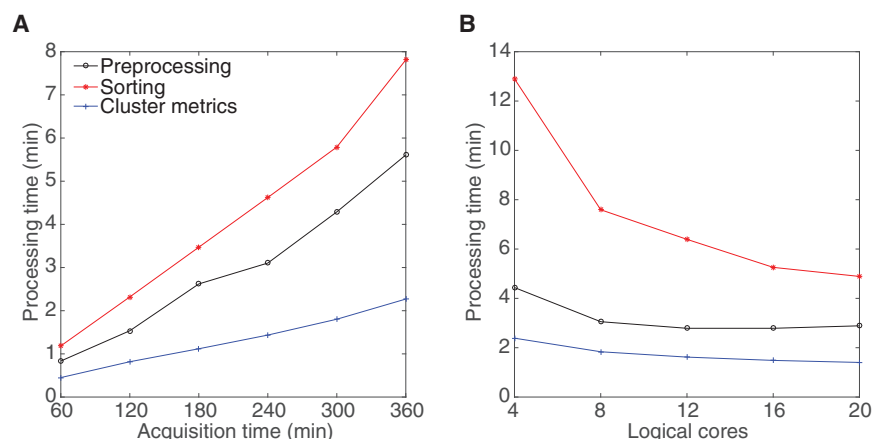 A
Processing time (min)
8
7
6
5
4
3
2
1
0
Preprocessing
Sorting
Cluster metrics
60 120 180 240 300 360
Acquisition time (min)
B
Processing time (min)
14
12
10
8
6
4
2
0
4 8 12 16 20
Logical cores